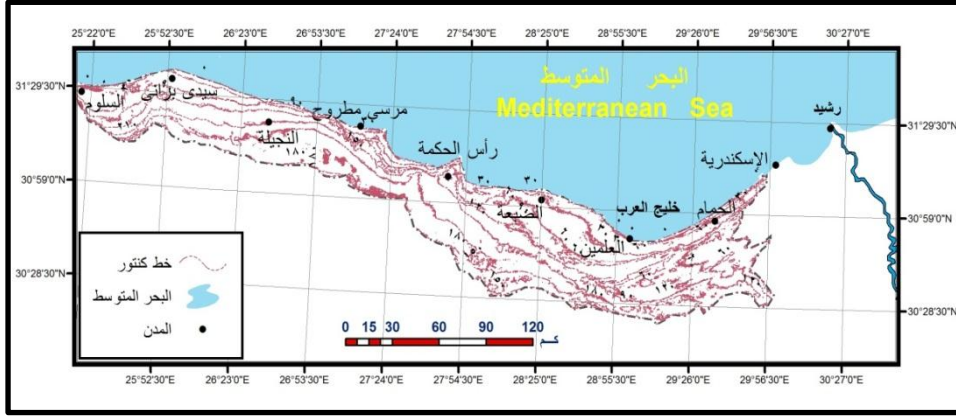 25°22'0"E 25°52'30"E 26°23'0"E 26°53'30"E 27°24'0"E 27°54'30"E 28°25'0"E 28°55'30"E 29°26'0"E 29°56'30"E 30°27'0"E
البحر المتوسط
Mediterranean Sea
31°29'30"N
السلوم
سيدى برانى
النجيلة
مرسي مطروح
رأس الحكمة
الضبعه
العلمين
خليج العرب
الحمام
الإسكندرية
رشيد
31°29'30"N
30°59'0"N
30°59'0"N
30°28'30"N
30°28'30"N
١٨٠
٣٠
٣٠
خط كنتور
البحر المتوسط
المدن
0 15 30 60 90 120
كم
25°52'30"E 26°23'0"E 26°53'30"E 27°24'0"E 27°54'30"E 28°25'0"E 28°55'30"E 29°26'0"E 29°56'30"E 30°27'0"E